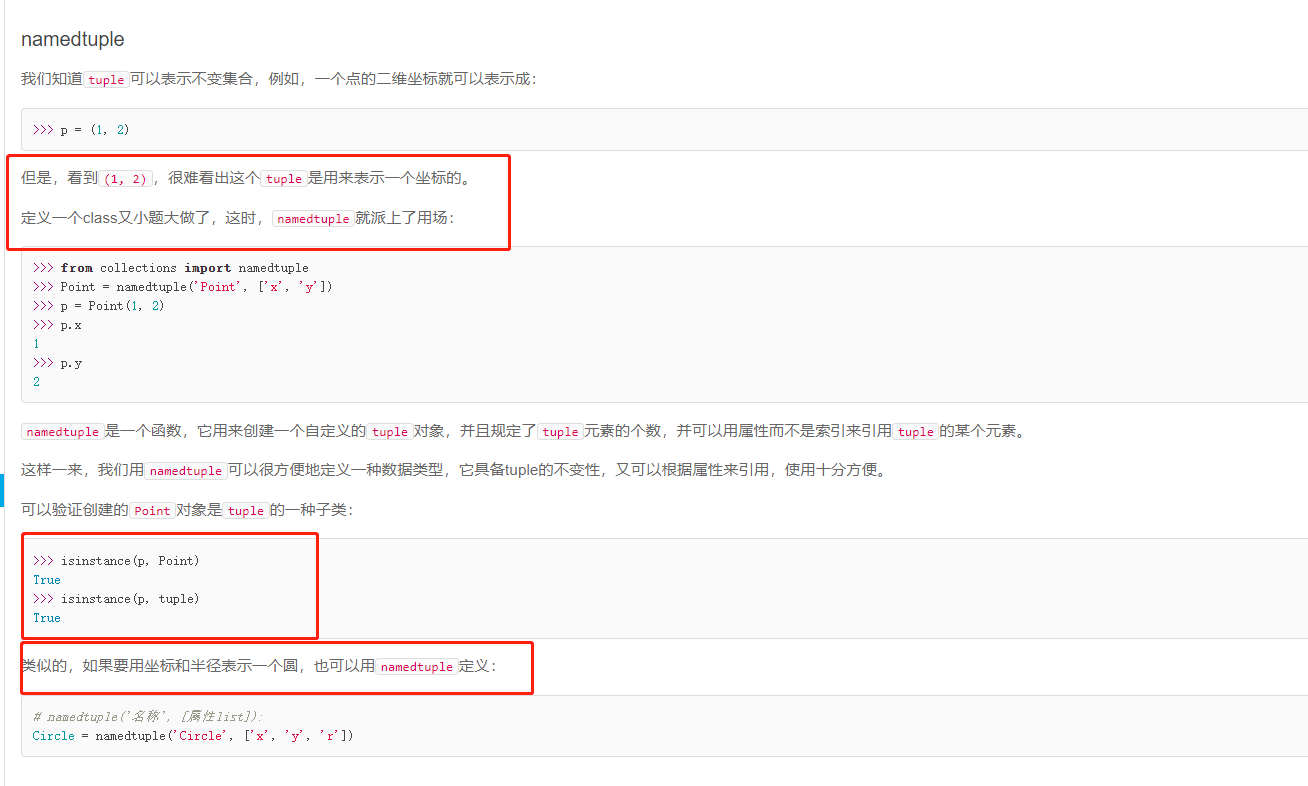 namedtuple
我们知道tuple可以表示不变集合，例如，一个点的二维坐标就可以表示成：
>>> p = (1, 2)
但是，看到(1, 2)，很难看出这个tuple是用来表示一个坐标的。
定义一个class又小题大做了，这时，namedtuple就派上了用场：
>>> from collections import namedtuple
>>> Point = namedtuple('Point', ['x', 'y'])
>>> p = Point(1, 2)
>>> p.x
1
>>> p.y
2
namedtuple是一个函数，它用来创建一个自定义的tuple对象，并且规定了tuple元素的个数，并可以用属性而不是索引来引用tuple的某个元素。
这样一来，我们用namedtuple可以很方便地定义一种数据类型，它具备tuple的不变性，又可以根据属性来引用，使用十分方便。
可以验证创建的Point对象是tuple的一种子类：
>>> isinstance(p, Point)
True
>>> isinstance(p, tuple)
True
类似的，如果要用坐标和半径表示一个圆，也可以用namedtuple定义：
# namedtuple('名称', [属性list]):
Circle = namedtuple('Circle', ['x', 'y', 'r'])